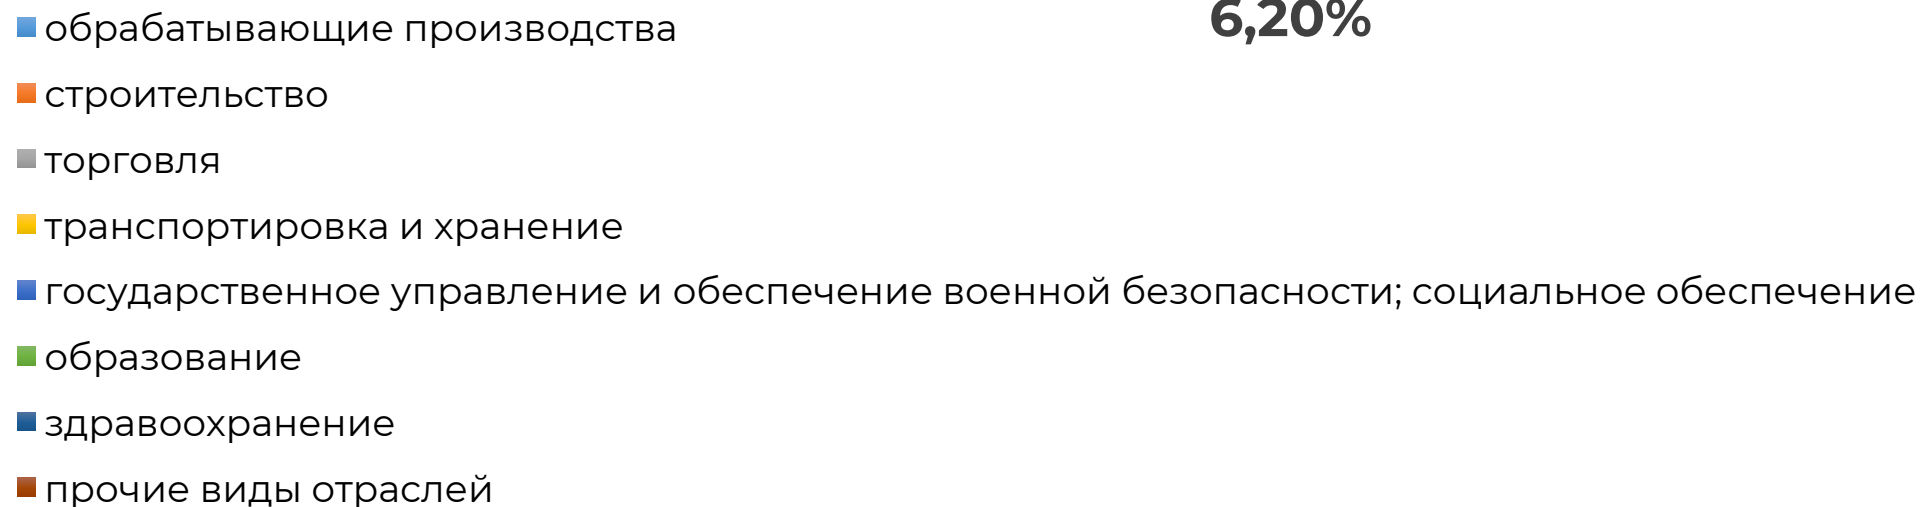 6,20%
обрабатывающие производства
строительство
торговля
транспортировка и хранение
государственное управление и обеспечение военной безопасности; социальное обеспечение
образование
здравоохранение
прочие виды отраслей